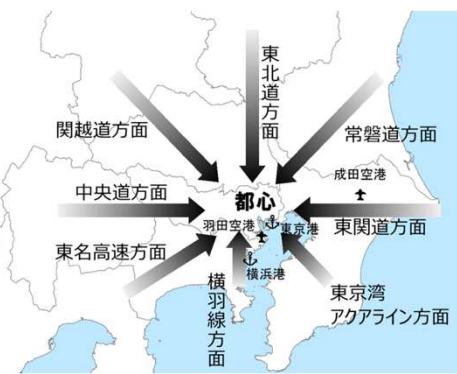 東北道方面
関越道方面
常磐道方面
成田空港
中央道方面
都心
羽田空港
東京港
東関道方面
東名高速方面
横浜港
横羽線方面
東京湾
アクアライン方面